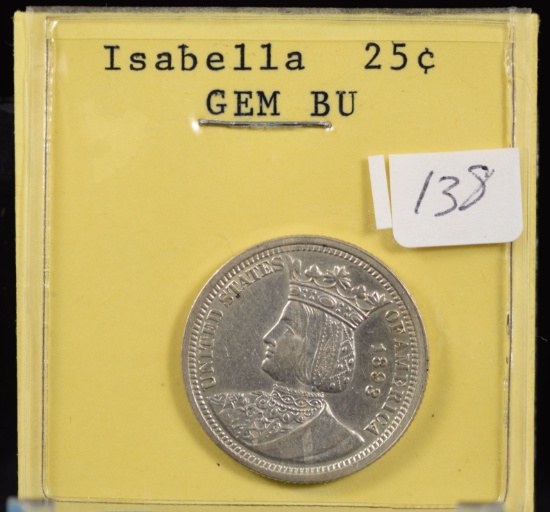 Isabella 25¢
GEM BU
138
UNITED STATES OF AMERICA
1893